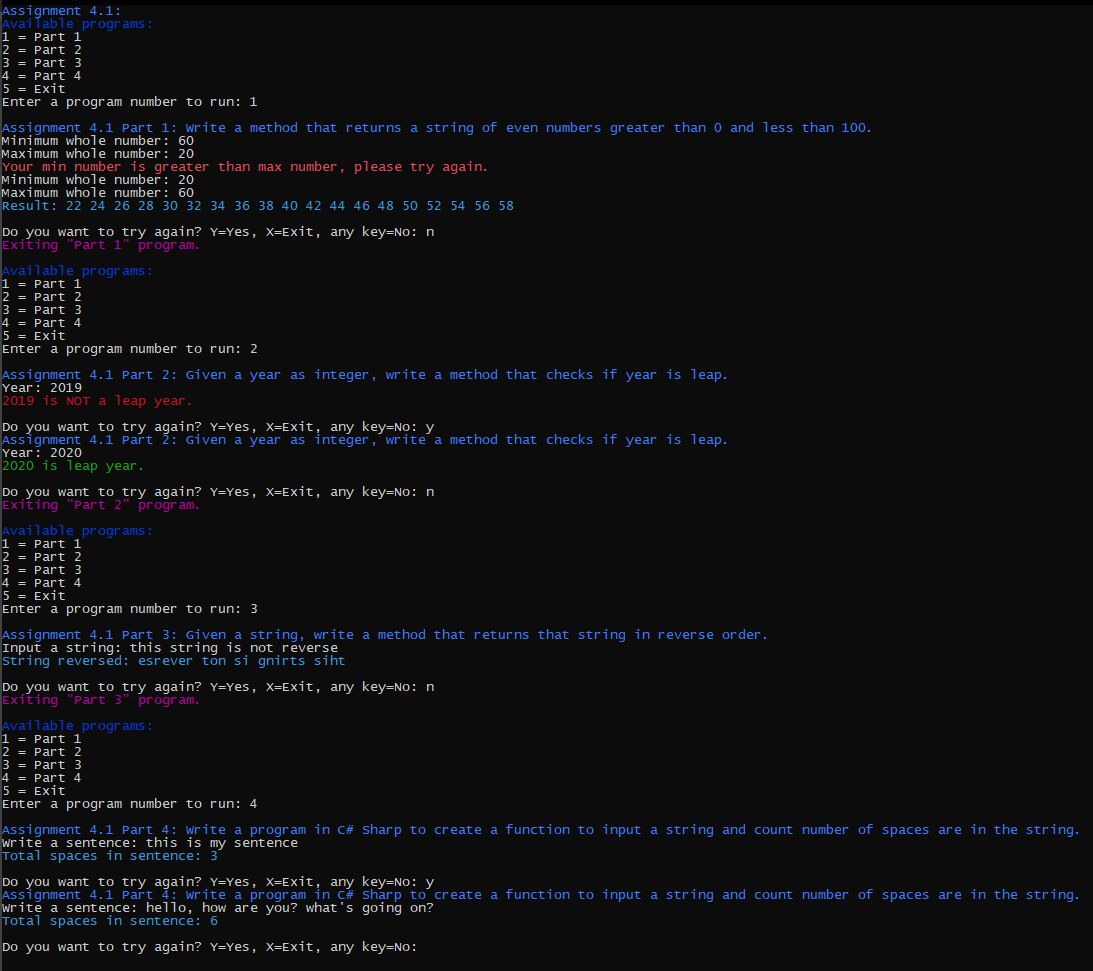 Assignment 4.1:
Available programs:
1 = Part 1
2 = Part 2
3 = Part 3
4 = Part 4
5 = Exit
Enter a program number to run: 1
Assignment 4.1 Part 1: Write a method that returns a string of even numbers greater than 0 and less than 100.
Minimum whole number: 60
Maximum whole number: 20
Your min number is greater than max number, please try again.
Minimum whole number: 20
Maximum whole number: 60
Result: 22 24 26 28 30 32 34 36 38 40 42 44 46 48 50 52 54 56 58
Do you want to try again? Y=Yes, X=Exit, any key=No: n
Exiting "Part 1" program.
Available programs:
1 = Part 1
2 = Part 2
3 = Part 3
4 = Part 4
5 = Exit
Enter a program number to run: 2
Assignment 4.1 Part 2: Given a year as integer, write a method that checks if year is leap.
Year: 2019
2019 is NOT a leap year.
Do you want to try again? Y=Yes, X=Exit, any key=No: y
Assignment 4.1 Part 2: Given a year as integer, write a method that checks if year is leap.
Year: 2020
2020 is leap year.
Do you want to try again? Y=Yes, X=Exit, any key=No: n
Exiting "Part 2" program.
Available programs:
1 = Part 1
2 = Part 2
3 = Part 3
4 = Part 4
5 = Exit
Enter a program number to run: 3
Assignment 4.1 Part 3: Given a string, write a method that returns that string in reverse order.
Input a string: this string is not reverse
String reversed: esrever ton si gnirts siht
Do you want to try again? Y=Yes, X=Exit, any key=No: n
Exiting "Part 3" program.
Available programs:
1 = Part 1
2 = Part 2
3 = Part 3
4 = Part 4
5 = Exit
Enter a program number to run: 4
Assignment 4.1 Part 4: Write a program in C# Sharp to create a function to input a string and count number of spaces are in the string.
Write a sentence: this is my sentence
Total spaces in sentence: 3
Do you want to try again? Y=Yes, X=Exit, any key=No: y
Assignment 4.1 Part 4: Write a program in C# Sharp to create a function to input a string and count number of spaces are in the string.
Write a sentence: hello, how are you? what's going on?
Total spaces in sentence: 6
Do you want to try again? Y=Yes, X=Exit, any key=No: